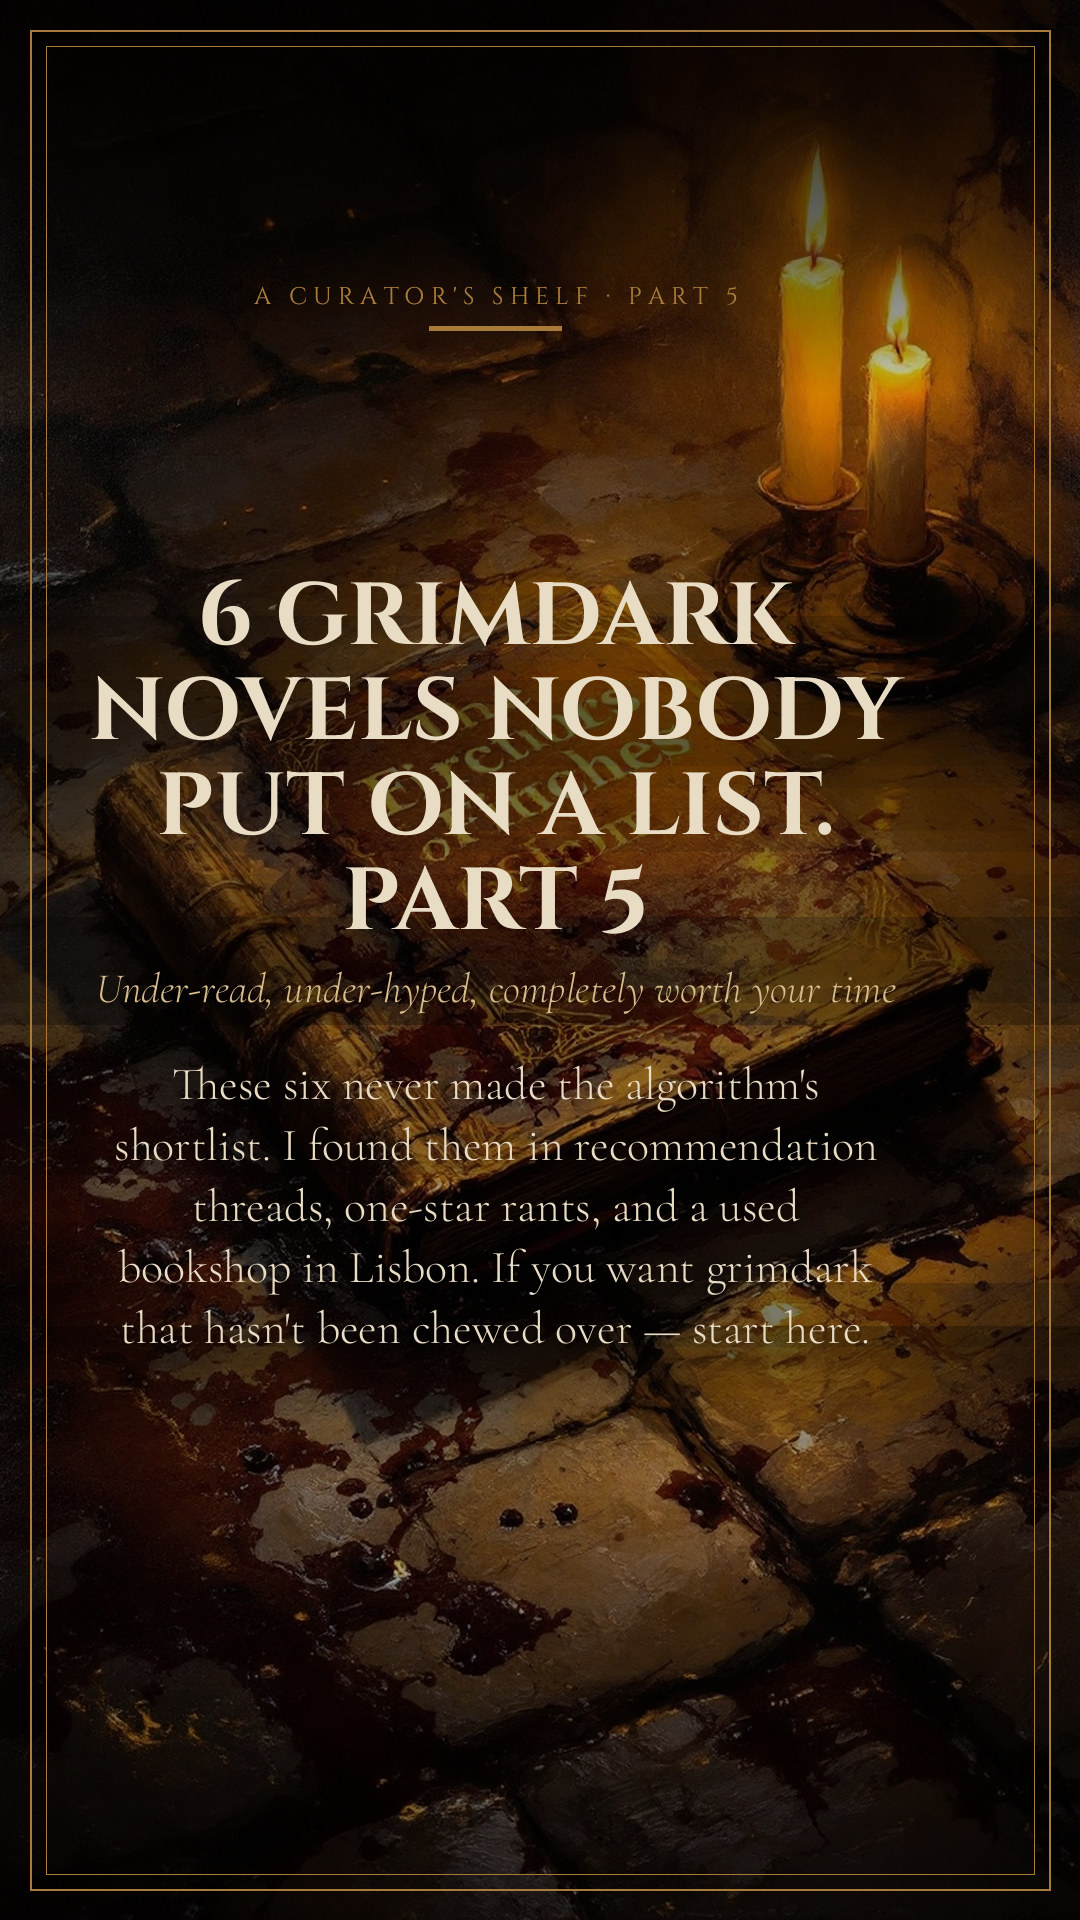 A CURATOR'S SHELF · PART 5
6 GRIMDARK
NOVELS NOBODY
PUT ON A LIST.
PART 5
Under-read, under-hyped, completely worth your time
These six never made the algorithm's
shortlist. I found them in recommendation
threads, one-star rants, and a used
bookshop in Lisbon. If you want grimdark
that hasn't been chewed over — start here.